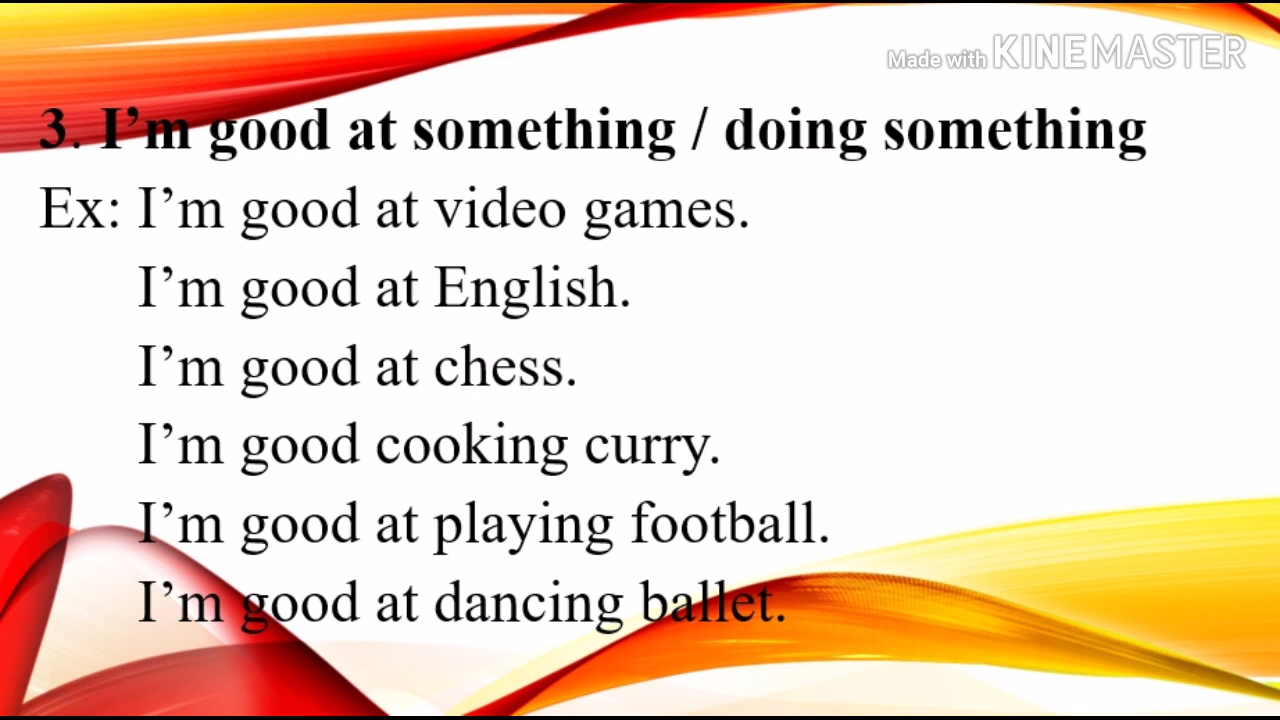 Made with KINEMASTER
3. I’m good at something / doing something
Ex: I’m good at video games.
I’m good at English.
I’m good at chess.
I’m good cooking curry.
I’m good at playing football.
I’m good at dancing ballet.